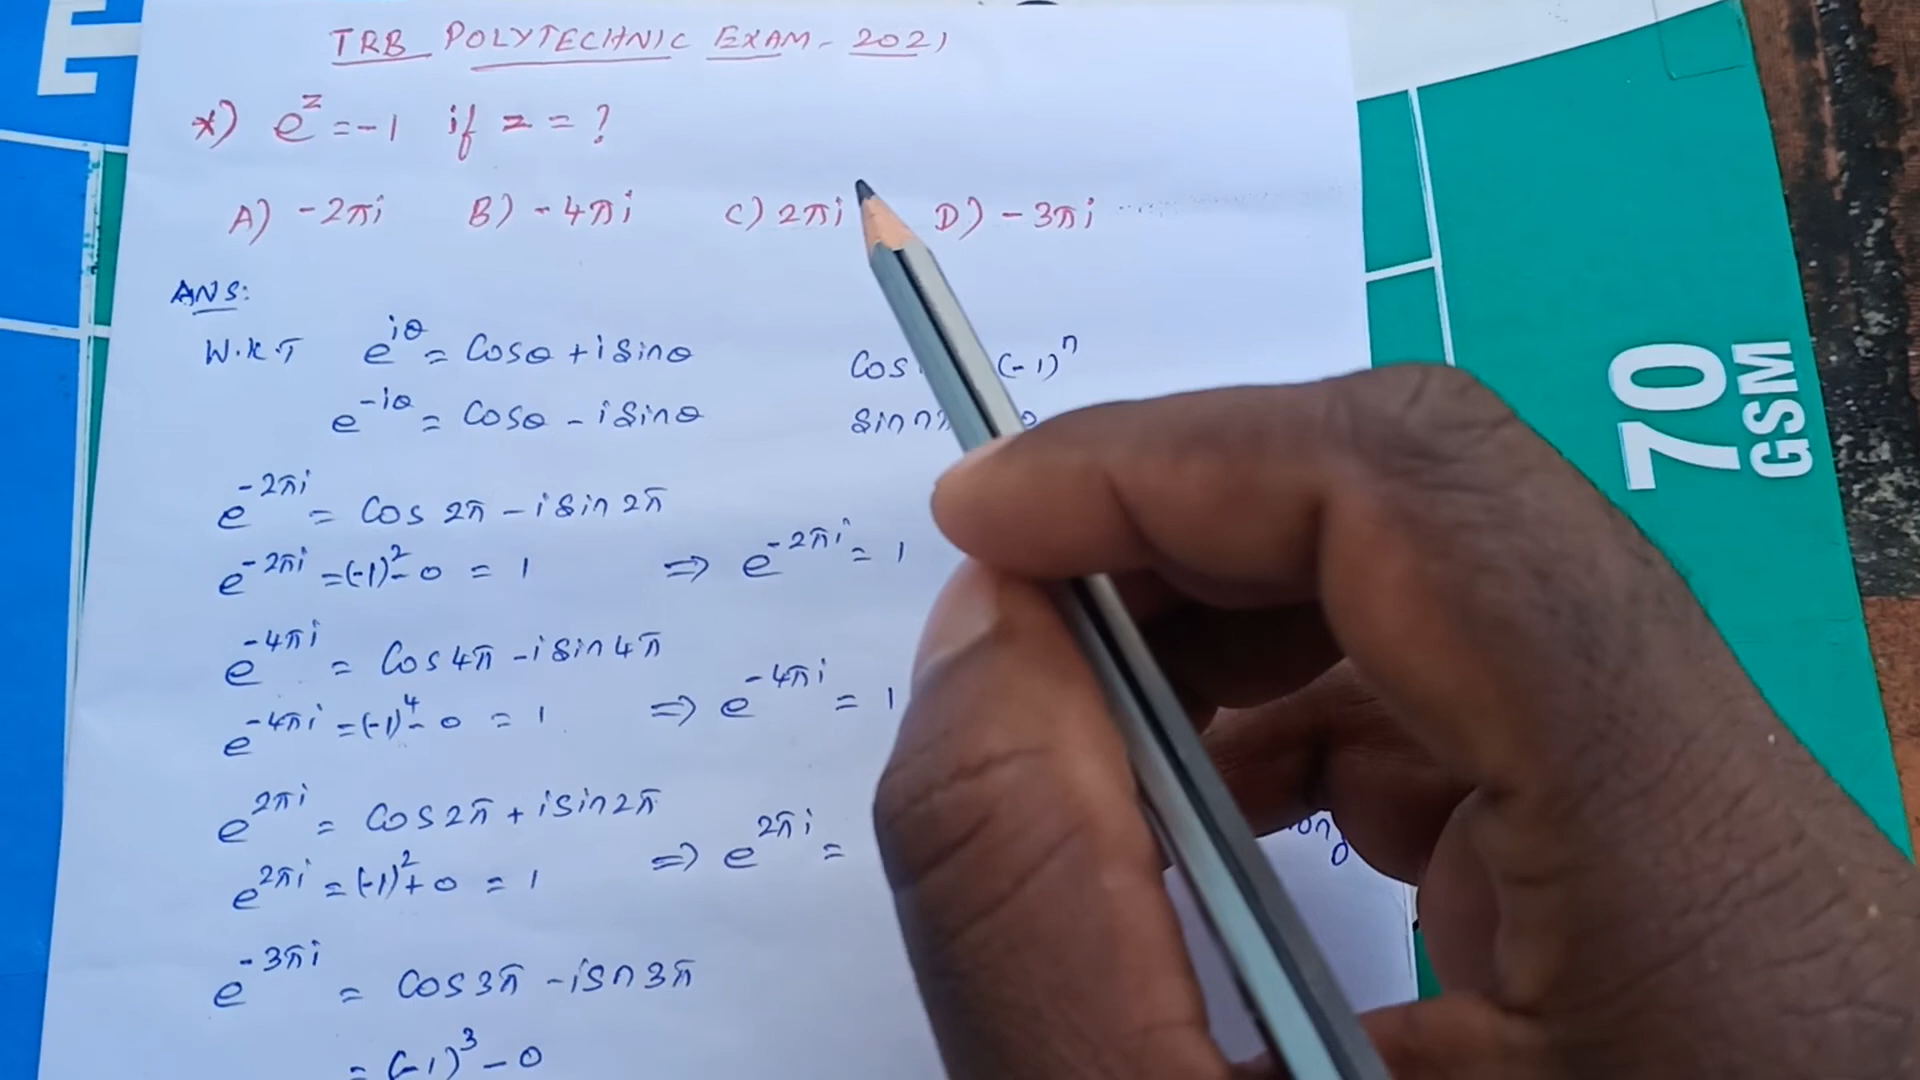 E
TRB POLYTECHNIC EXAM - 2021
*) e^z = -1 if z = ?
A) -2πi B) -4πi C) 2πi D) -3πi
ANS:
W.K.T e^iθ = Cosθ + i Sinθ Cos (-1)^n
e^-iθ = Cosθ - i Sinθ Sin n
e^-2πi = Cos 2π - i Sin 2π
e^-2πi = (-1)^2 - 0 = 1 ⇒ e^-2πi = 1
e^-4πi = Cos 4π - i Sin 4π
e^-4πi = (-1)^4 - 0 = 1 ⇒ e^-4πi = 1
e^2πi = Cos 2π + i Sin 2π
e^2πi = (-1)^2 + 0 = 1 ⇒ e^2πi =
e^-3πi = Cos 3π - i Sn 3π
= (-1)^3 - 0
70
GSM